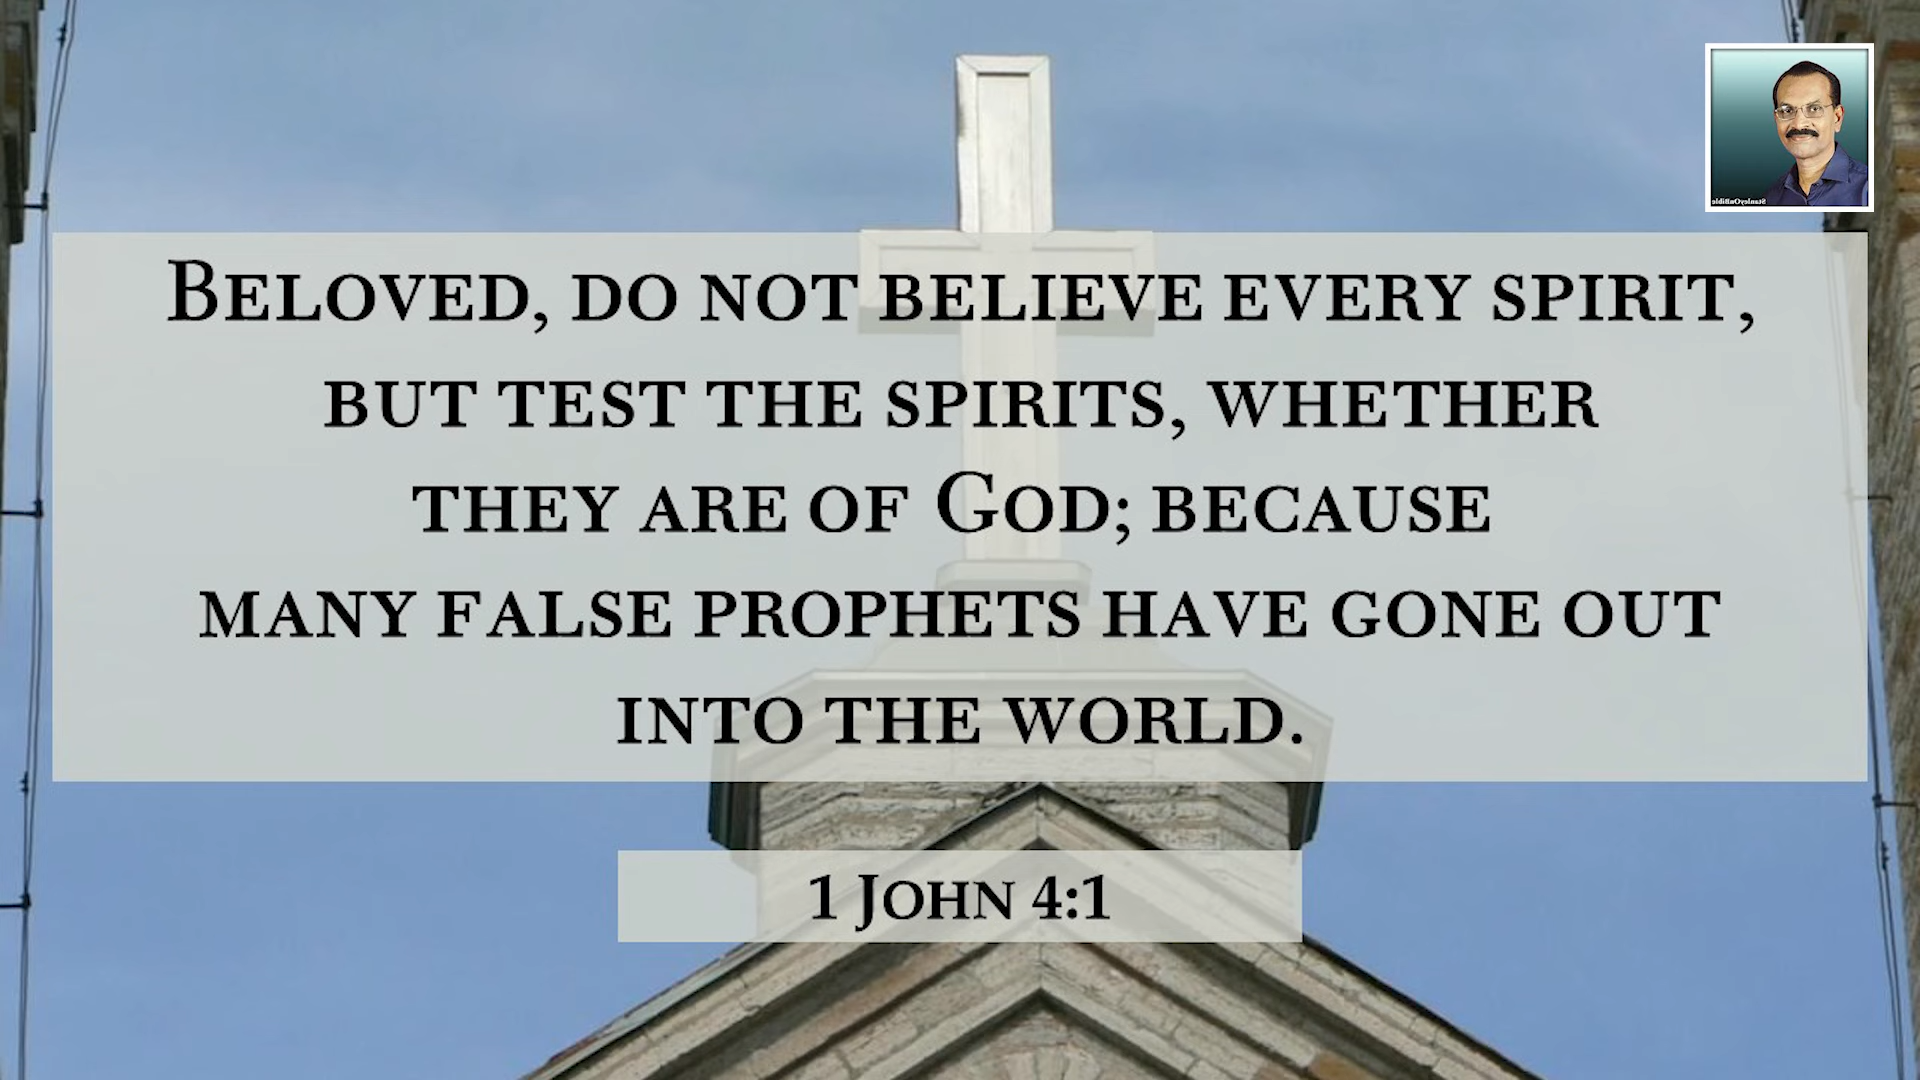 StanleyOnBible
Beloved, do not believe every spirit,
but test the spirits, whether
they are of God; because
many false prophets have gone out
into the world.
1 John 4:1